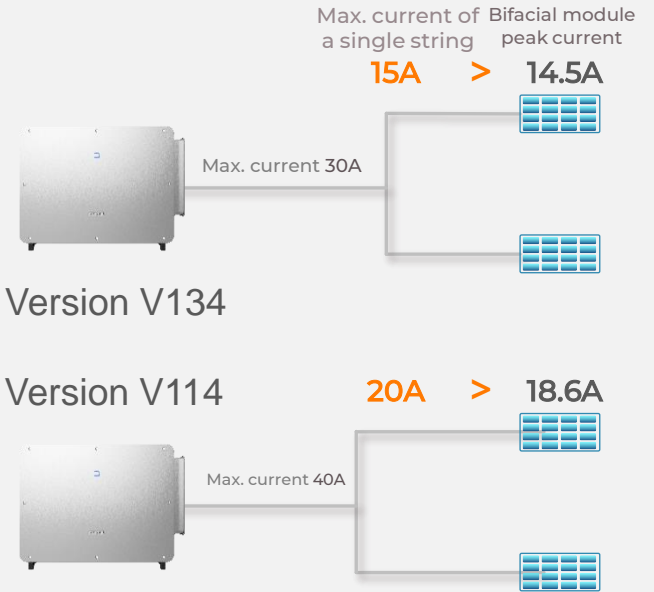 Max. current of
a single string
Bifacial module
peak current
15A > 14.5A
Max. current 30A
Version V134
Version V114
20A > 18.6A
Max. current 40A